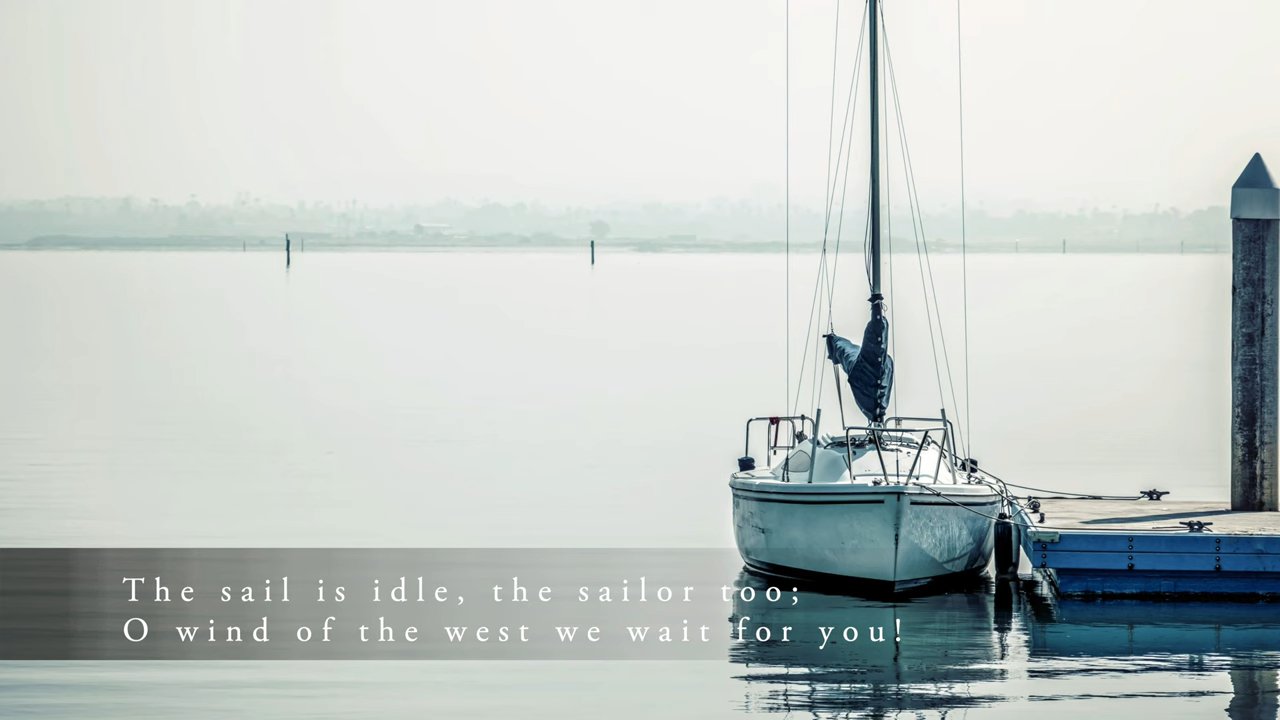 The sail is idle, the sailor too;
O wind of the west we wait for you!